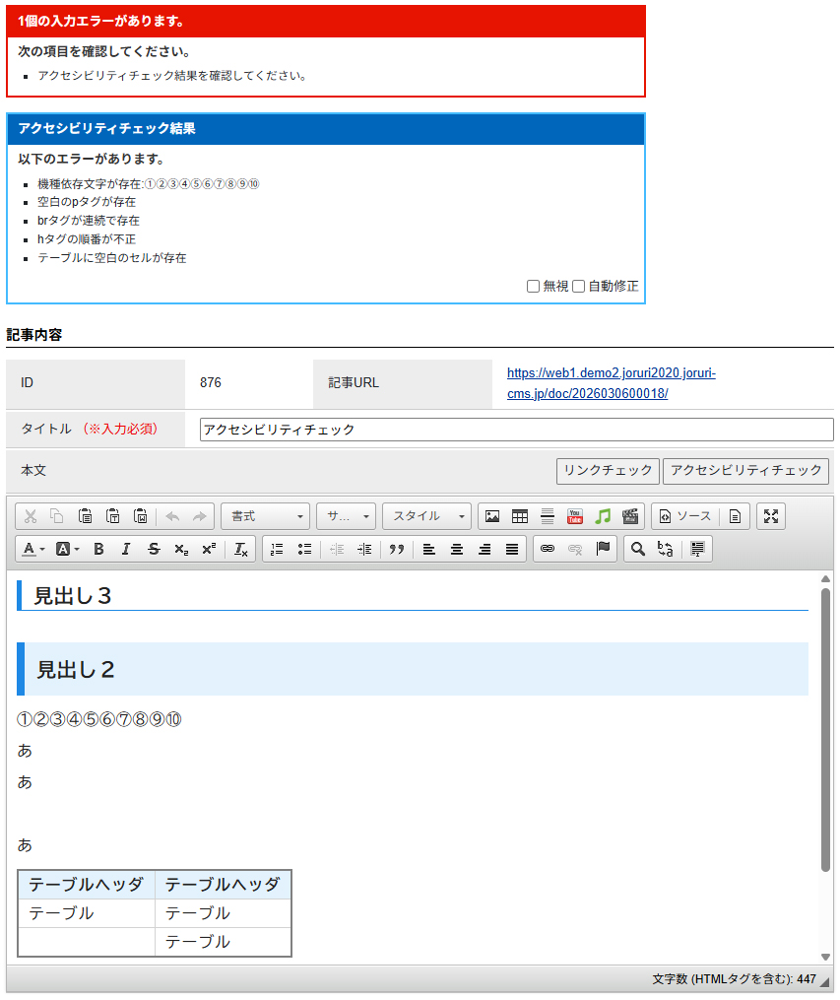 1個の入力エラーがあります。
次の項目を確認してください。
アクセシビリティチェック結果を確認してください。
アクセシビリティチェック結果
以下のエラーがあります。
機種依存文字が存在:①②③④⑤⑥⑦⑧⑨⑩
空白のpタグが存在
brタグが連続で存在
hタグの順番が不正
テーブルに空白のセルが存在
無視 自動修正
記事内容
ID 876 記事URL https://web1.demo2.joruri2020.joruri-
cms.jp/doc/2026030600018/
タイトル (※入力必須) アクセシビリティチェック
本文 リンクチェック アクセシビリティチェック
書式 サ... スタイル You Tube ソース
A A B I S x₂ x² Tx
見出し3
見出し2
①②③④⑤⑥⑦⑧⑨⑩
あ
あ
あ
テーブルヘッダ テーブルヘッダ
テーブル テーブル
テーブル
文字数 (HTMLタグを含む): 447